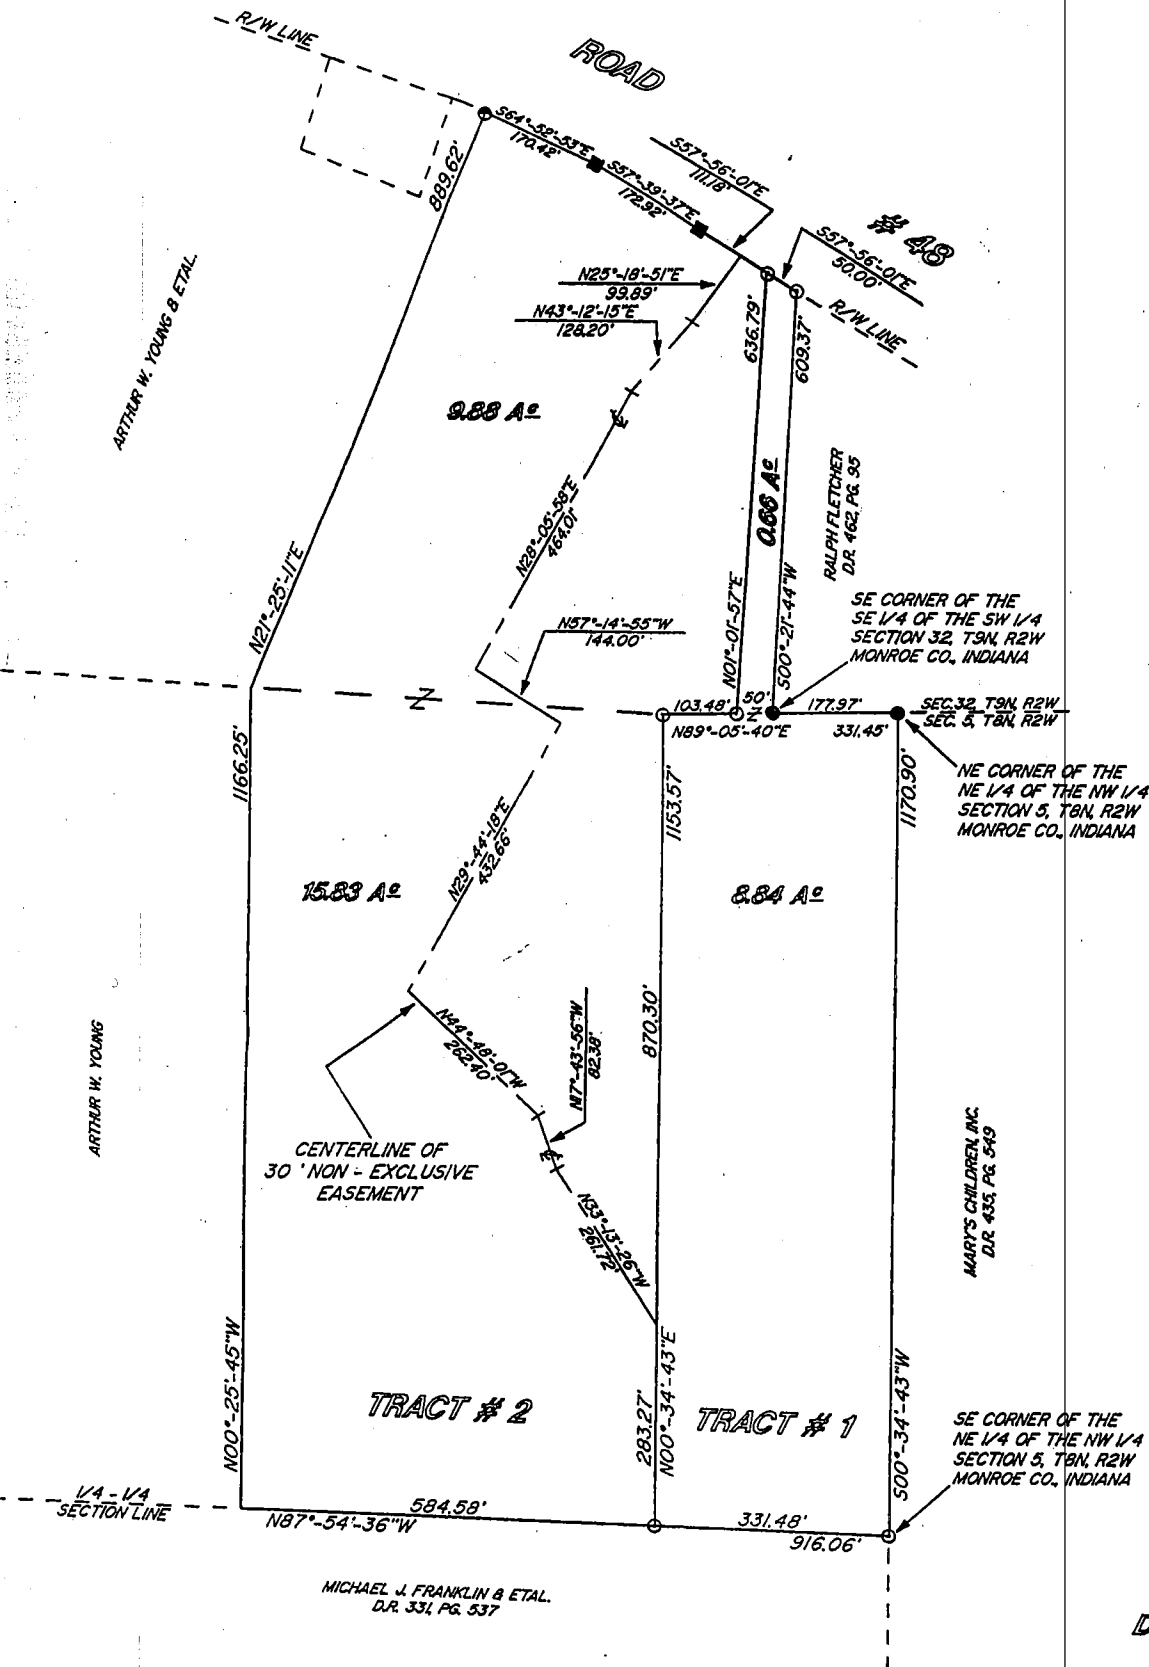 R/W LINE
ROAD
S64°-52'-53"E
170.42'
S57°-39'-37"E
172.92'
S57°-56'-01"E
111.18'
# 48
S57°-56'-01"E
50.00'
R/W LINE
889.62'
N25°-18'-51"E
99.89'
N43°-12'-15"E
128.20'
636.79'
609.37'
ARTHUR W. YOUNG & ETAL.
9.88 Ac
0.66 Ac
RALPH FLETCHER
D.R. 462, PG. 95
N28°-05'-58"E
464.01'
N21°-25'-11"E
N57°-14'-55"W
144.00'
N01°-01'-57"E
S00°-21'-44"W
SE CORNER OF THE
SE 1/4 OF THE SW 1/4
SECTION 32, T9N, R2W
MONROE CO., INDIANA
103.48'
50'
177.97'
N89°-05'-40"E
331.45'
SEC. 32, T9N, R2W
SEC. 5, T8N, R2W
1166.25'
1153.57'
1170.90'
NE CORNER OF THE
NE 1/4 OF THE NW 1/4
SECTION 5, T8N, R2W
MONROE CO., INDIANA
N29°-44'-18"E
432.66'
15.83 Ac
8.84 Ac
870.30'
N44°-48'-01"W
262.40'
N17°-43'-56"W
82.38'
ARTHUR W. YOUNG
CENTERLINE OF
30 ' NON - EXCLUSIVE
EASEMENT
MARY'S CHILDREN, INC.
D.R. 435, PG. 549
N33°-13'-26"W
261.72'
N00°-25'-45"W
TRACT # 2
283.27'
N00°-34'-43"E
TRACT # 1
S00°-34'-43"W
SE CORNER OF THE
NE 1/4 OF THE NW 1/4
SECTION 5, T8N, R2W
MONROE CO., INDIANA
1/4 - 1/4
SECTION LINE
584.58'
N87°-54'-36"W
331.48'
916.06'
MICHAEL J. FRANKLIN & ETAL.
D.R. 331, PG. 537
D